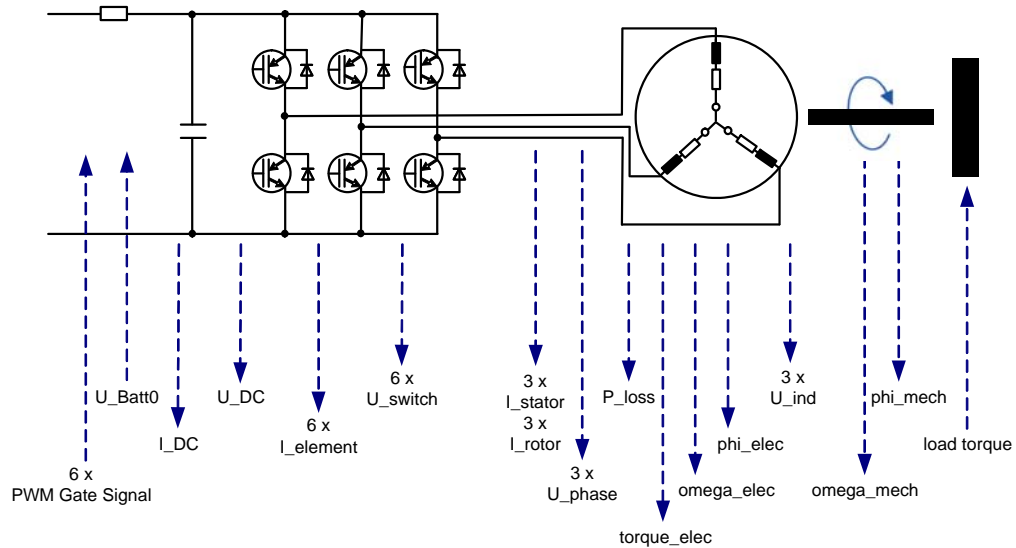 U_Batt0
U_DC
6 x
U_switch
3 x
I_stator
3 x
I_rotor
P_loss
3 x
U_ind
phi_mech
I_DC
6 x
I_element
phi_elec
load torque
6 x
PWM Gate Signal
3 x
U_phase
omega_elec
omega_mech
torque_elec